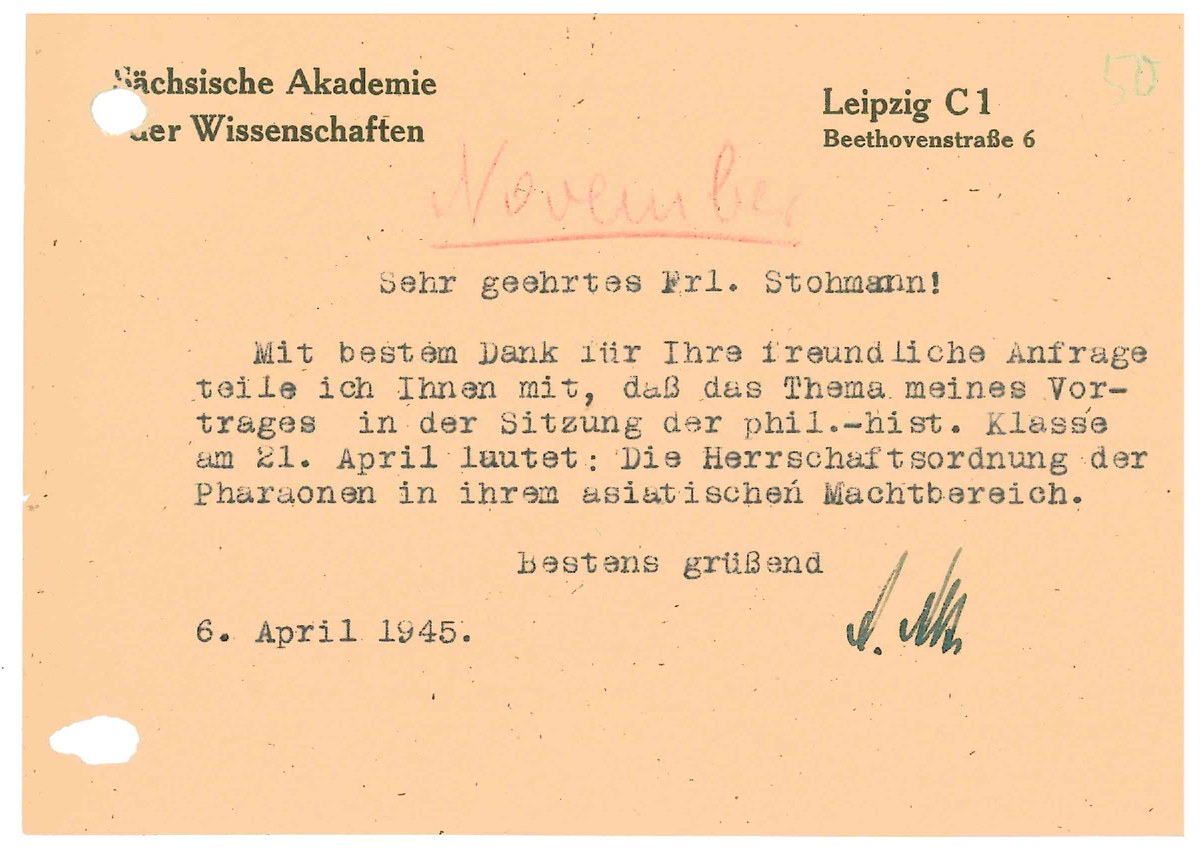 Sächsische Akademie
der Wissenschaften
Leipzig C 1
Beethovenstraße 6
50
November
Sehr geehrtes Frl. Stohmann!
Mit bestem Dank für Ihre freundliche Anfrage
teile ich Ihnen mit, daß das Thema meines Vor-
trages in der Sitzung der phil.-hist. Klasse
am 21. April lautet: Die Herrschaftsordnung der
Pharaonen in ihrem asiatischen Machtbereich.
Bestens grüßend
6. April 1945.